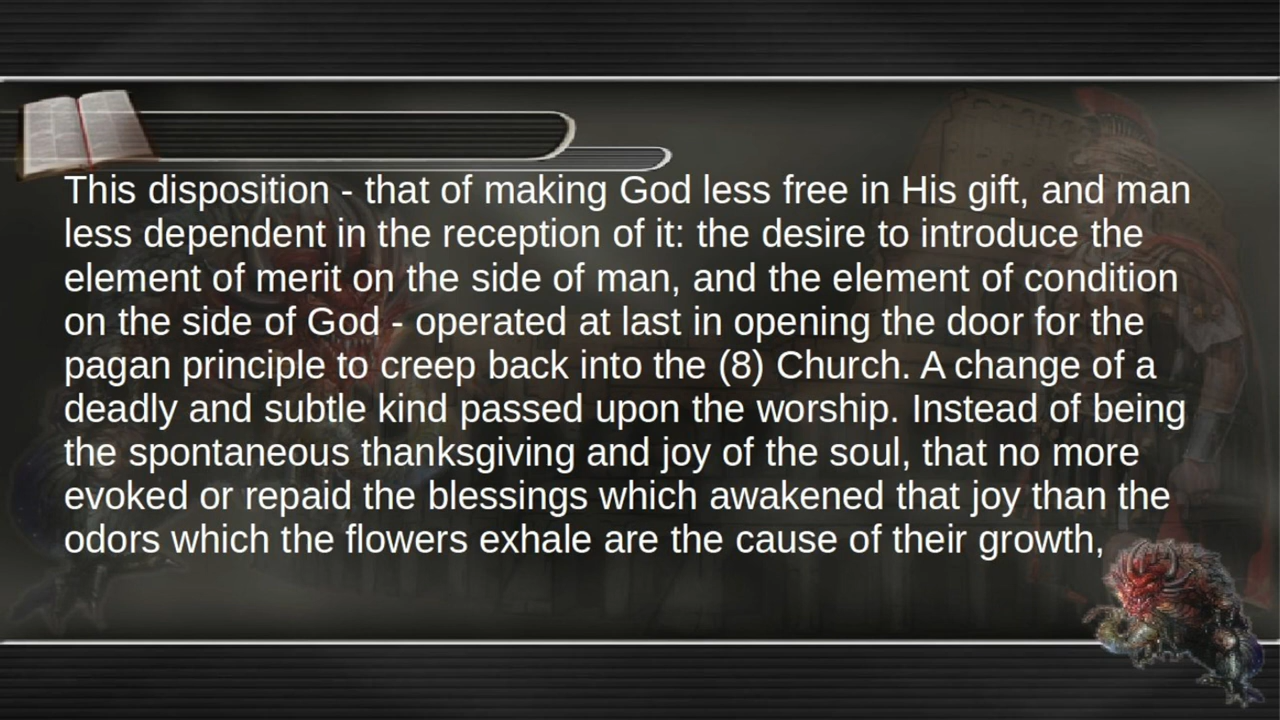 This disposition - that of making God less free in His gift, and man
less dependent in the reception of it: the desire to introduce the
element of merit on the side of man, and the element of condition
on the side of God - operated at last in opening the door for the
pagan principle to creep back into the (8) Church. A change of a
deadly and subtle kind passed upon the worship. Instead of being
the spontaneous thanksgiving and joy of the soul, that no more
evoked or repaid the blessings which awakened that joy than the
odors which the flowers exhale are the cause of their growth,